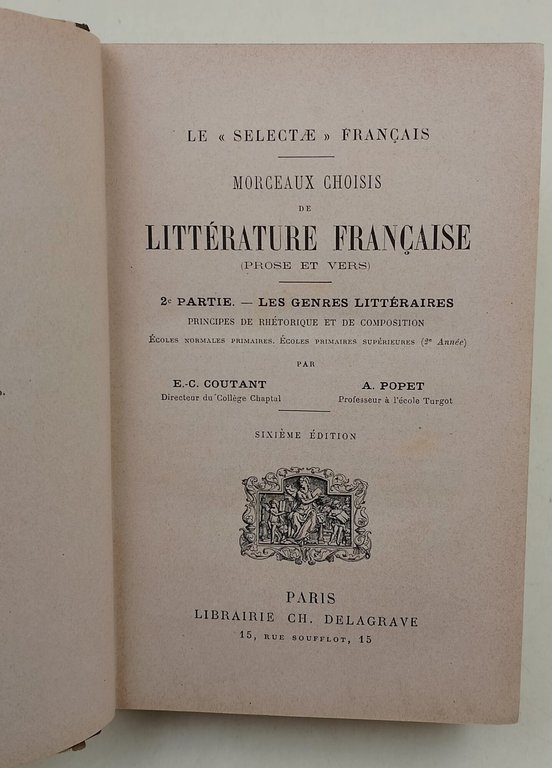 LE « SELECTÆ » FRANÇAIS
MORCEAUX CHOISIS
DE
LITTÉRATURE FRANÇAISE
(PROSE ET VERS)
2e PARTIE. — LES GENRES LITTÉRAIRES
PRINCIPES DE RHÉTORIQUE ET DE COMPOSITION
ÉCOLES NORMALES PRIMAIRES. ÉCOLES PRIMAIRES SUPÉRIEURES (2e Année)
PAR
E.-C. COUTANT A. POPET
Directeur du Collège Chaptal Professeur à l'école Turgot
SIXIÈME ÉDITION
PARIS
LIBRAIRIE CH. DELAGRAVE
15, RUE SOUFFLOT, 15